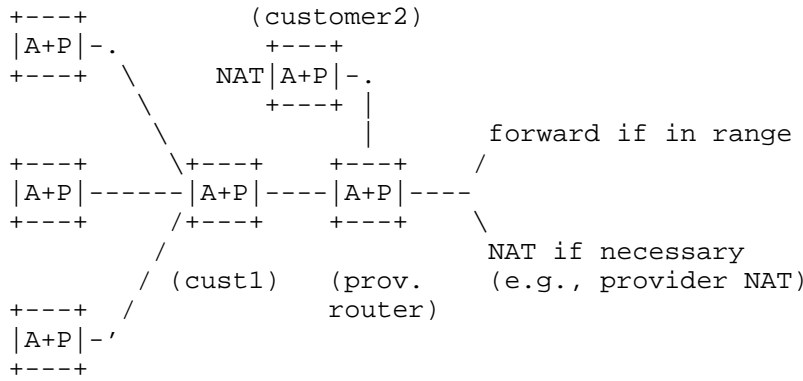 +---+           (customer2)
|A+P|-.          +---+
+---+  \     NAT|A+P|-.
        \        +---+ |
         \             |       forward if in range
+---+     \+---+    +---+     /
|A+P|------|A+P|----|A+P|----
+---+     /+---+    +---+     \
         /                     NAT if necessary
        / (cust1)   (prov.     (e.g., provider NAT)
+---+  /            router)
|A+P|-'
+---+